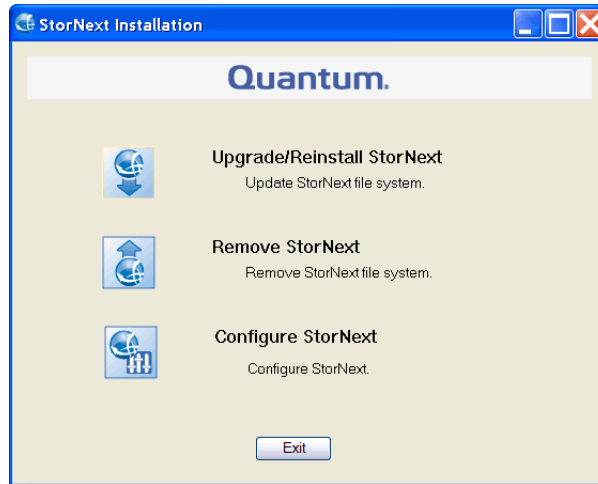 StorNext Installation
Quantum.
Upgrade/Reinstall StorNext
Update StorNext file system.
Remove StorNext
Remove StorNext file system.
Configure StorNext
Configure StorNext.
Exit